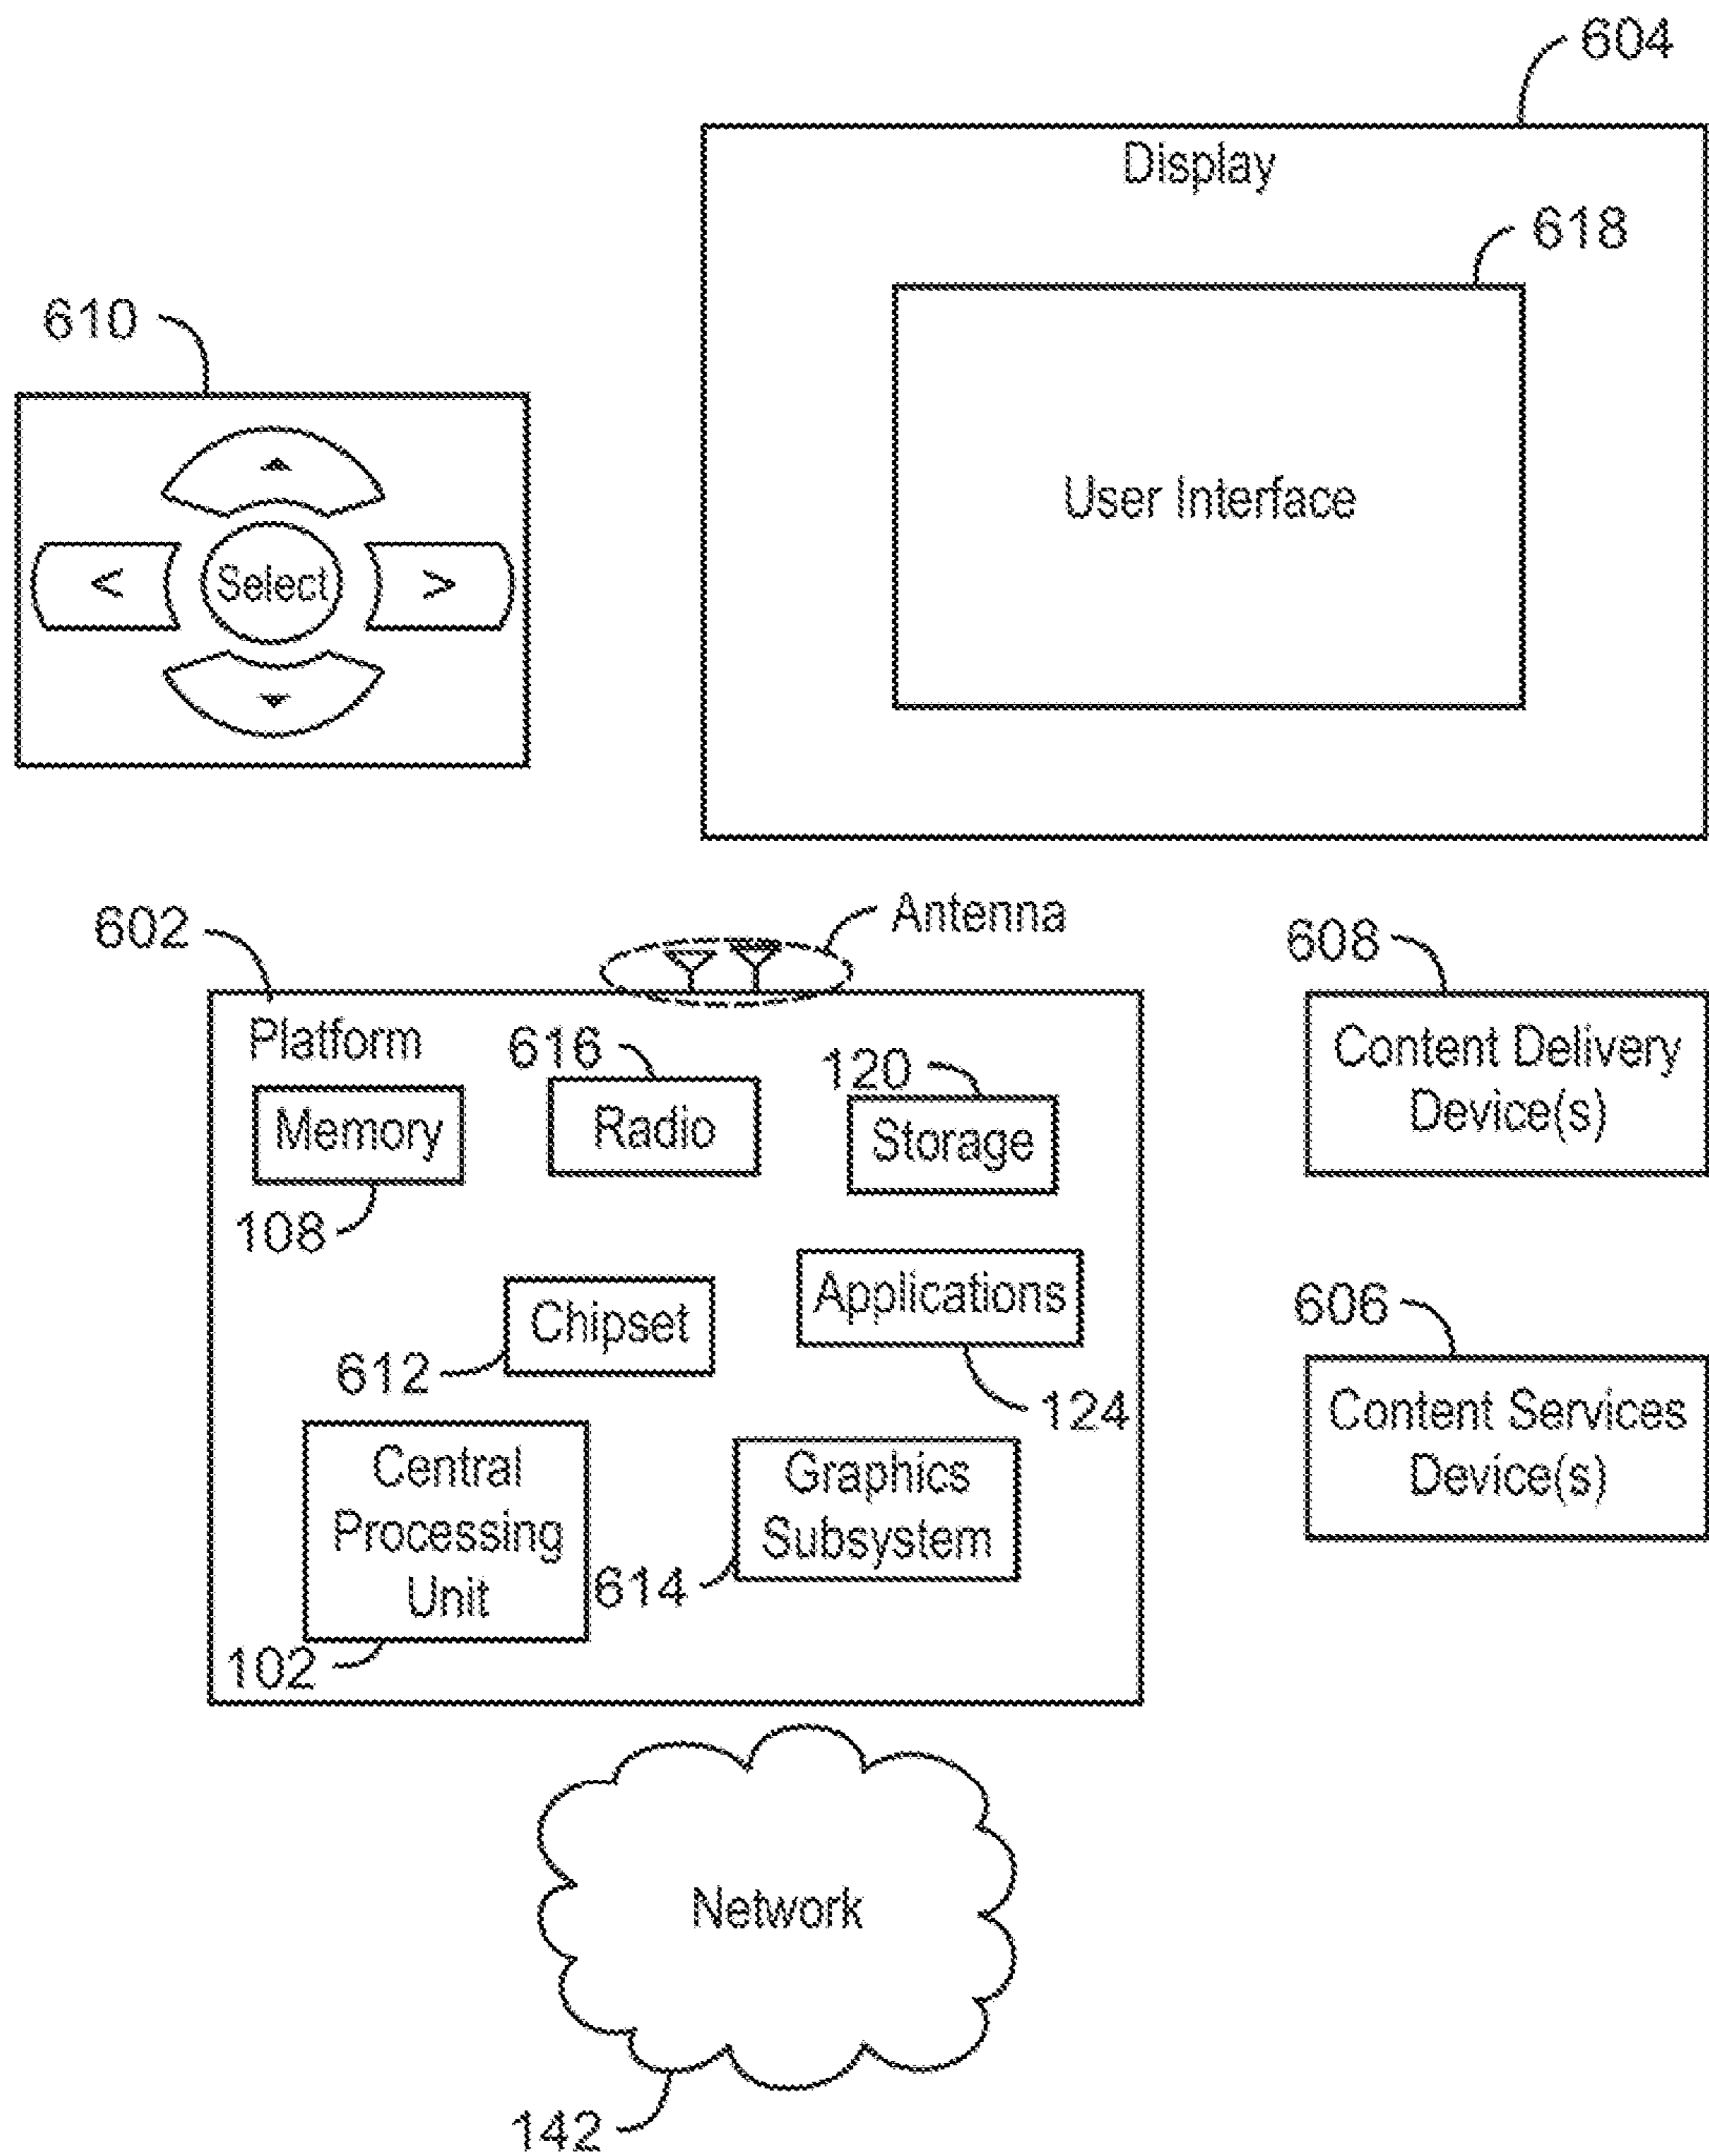 604
Display
618
User Interface
610
<
Select
>
602
Antenna
608
Content Delivery
Device(s)
Platform
616
Radio
120
Storage
Memory
108
Chipset
612
Applications
124
606
Content Services
Device(s)
Central
Processing
Unit
102
Graphics
Subsystem
614
Network
142